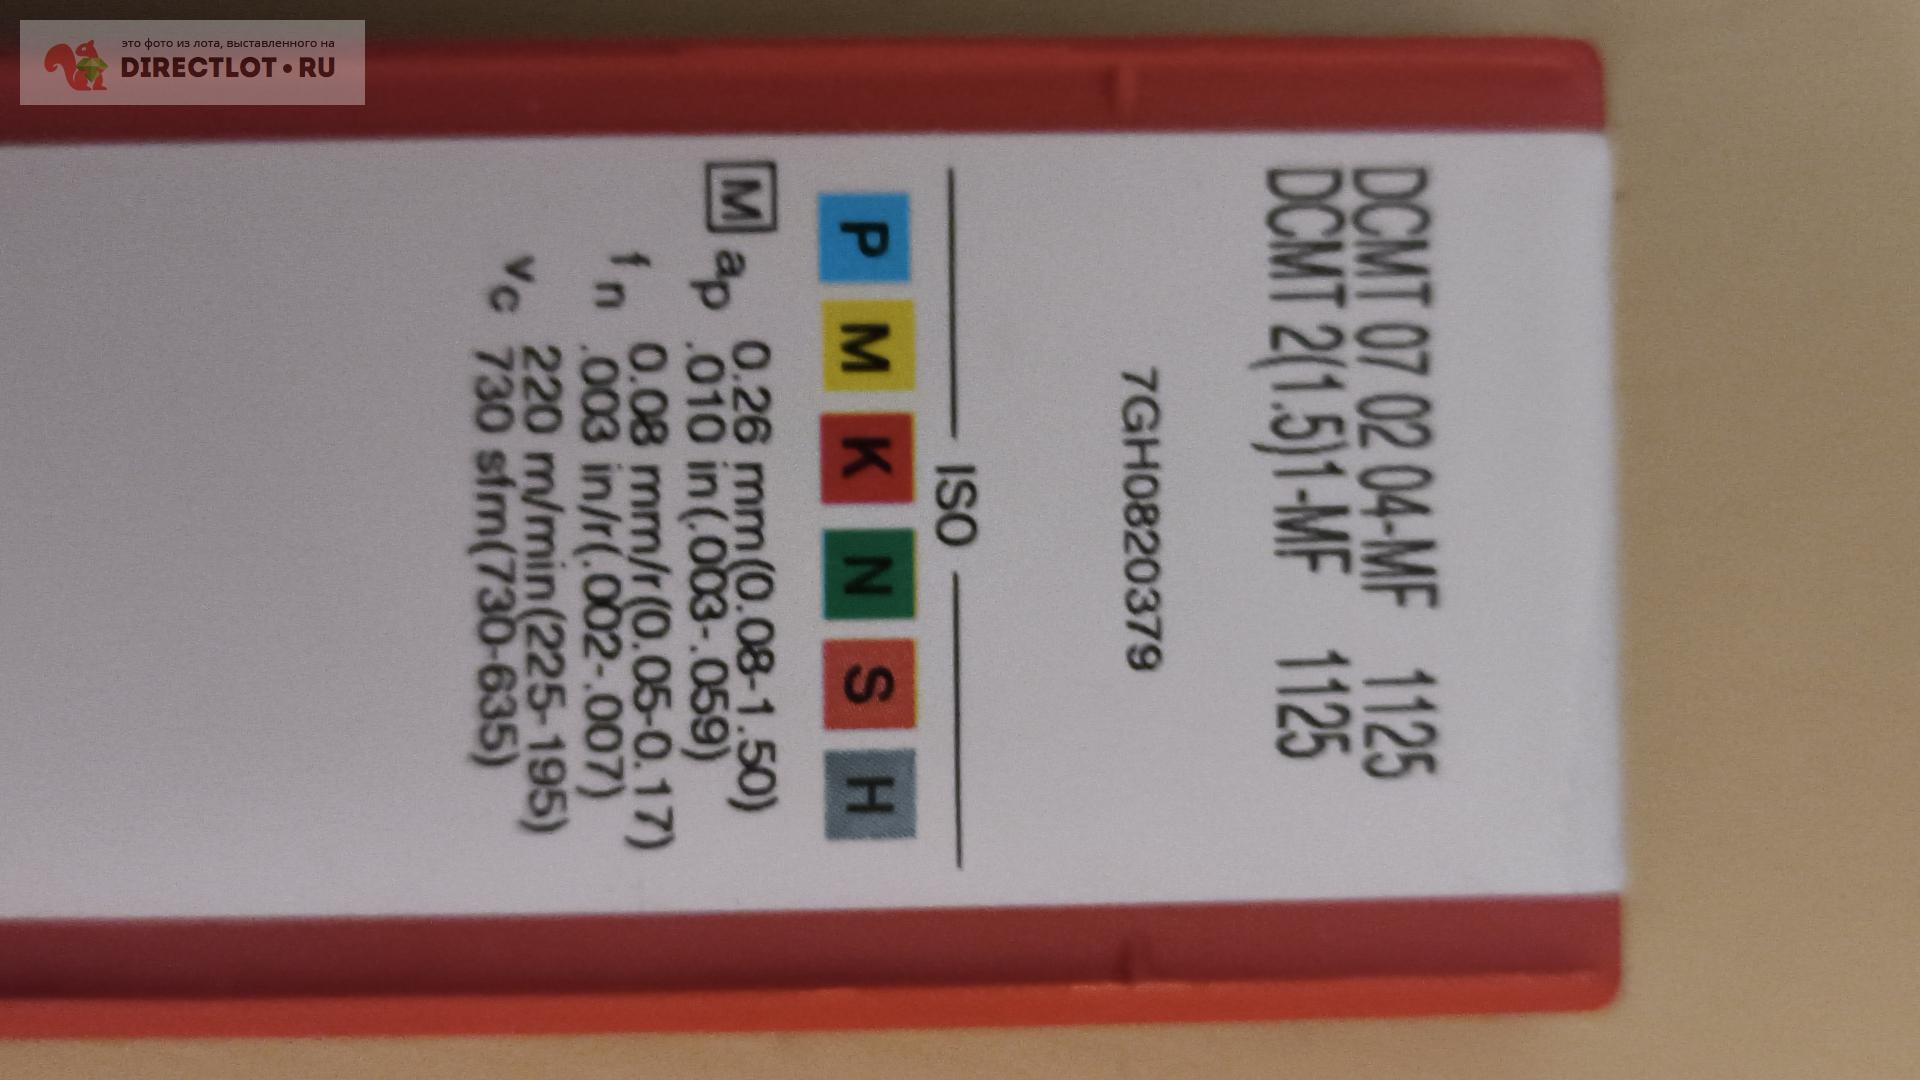 это фото из лота, выставленного на
DIRECTLOT•RU
DCMT 07 02 04-MF 1125
DCMT 2(1.5)1-MF 1125
7GH0820379
ISO
P M K N S H
M ap 0.26 mm(0.08-1.50)
.010 in(.003-.059)
fn 0.08 mm/r(0.05-0.17)
.003 in/r(.002-.007)
vc 220 m/min(225-195)
730 sfm(730-635)